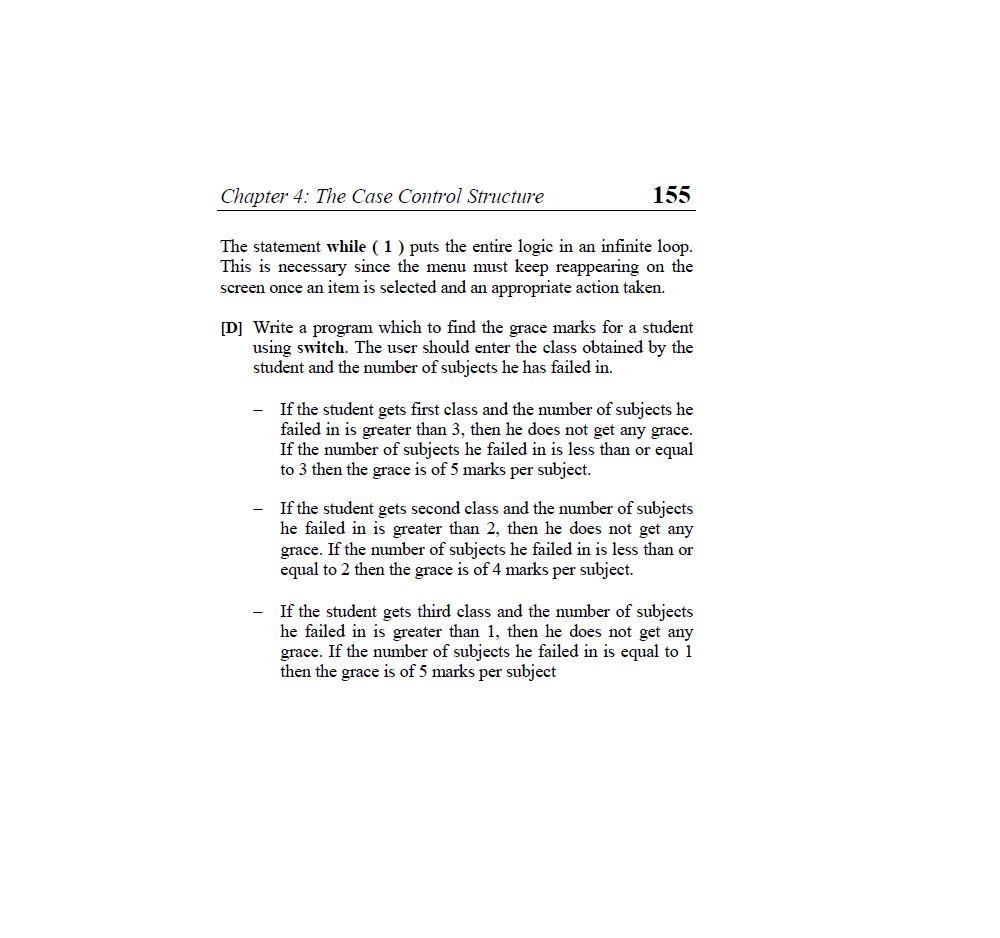 Chapter 4: The Case Control Structure 155
The statement while ( 1 ) puts the entire logic in an infinite loop.
This is necessary since the menu must keep reappearing on the
screen once an item is selected and an appropriate action taken.
[D] Write a program which to find the grace marks for a student
using switch. The user should enter the class obtained by the
student and the number of subjects he has failed in.
− If the student gets first class and the number of subjects he
failed in is greater than 3, then he does not get any grace.
If the number of subjects he failed in is less than or equal
to 3 then the grace is of 5 marks per subject.
− If the student gets second class and the number of subjects
he failed in is greater than 2, then he does not get any
grace. If the number of subjects he failed in is less than or
equal to 2 then the grace is of 4 marks per subject.
− If the student gets third class and the number of subjects
he failed in is greater than 1, then he does not get any
grace. If the number of subjects he failed in is equal to 1
then the grace is of 5 marks per subject